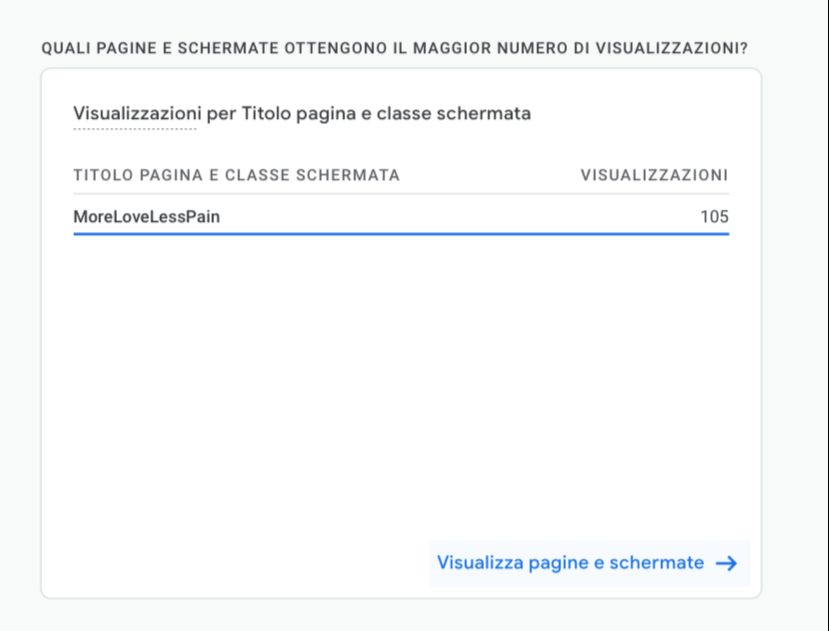 QUALI PAGINE E SCHERMATE OTTENGONO IL MAGGIOR NUMERO DI VISUALIZZAZIONI?
Visualizzazioni per Titolo pagina e classe schermata
TITOLO PAGINA E CLASSE SCHERMATA VISUALIZZAZIONI
MoreLoveLessPain 105
Visualizza pagine e schermate →